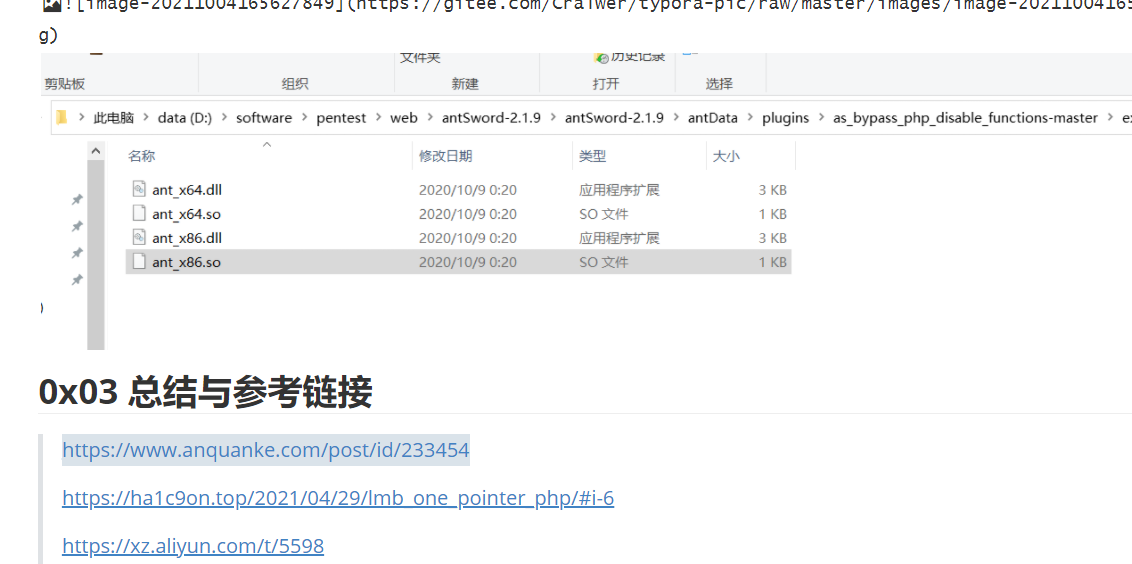 ![image-20211004165627849](https://gitee.com/CraTwer/typora-pic/raw/master/images/image-20211004165
g)
文件夹 历史记录
剪贴板 组织 新建 打开 选择
此电脑 > data (D:) > software > pentest > web > antSword-2.1.9 > antSword-2.1.9 > antData > plugins > as_bypass_php_disable_functions-master > ex
名称 修改日期 类型 大小
ant_x64.dll 2020/10/9 0:20 应用程序扩展 3 KB
ant_x64.so 2020/10/9 0:20 SO 文件 1 KB
ant_x86.dll 2020/10/9 0:20 应用程序扩展 3 KB
ant_x86.so 2020/10/9 0:20 SO 文件 1 KB
)
0x03 总结与参考链接
https://www.anquanke.com/post/id/233454
https://ha1c9on.top/2021/04/29/lmb_one_pointer_php/#i-6
https://xz.aliyun.com/t/5598